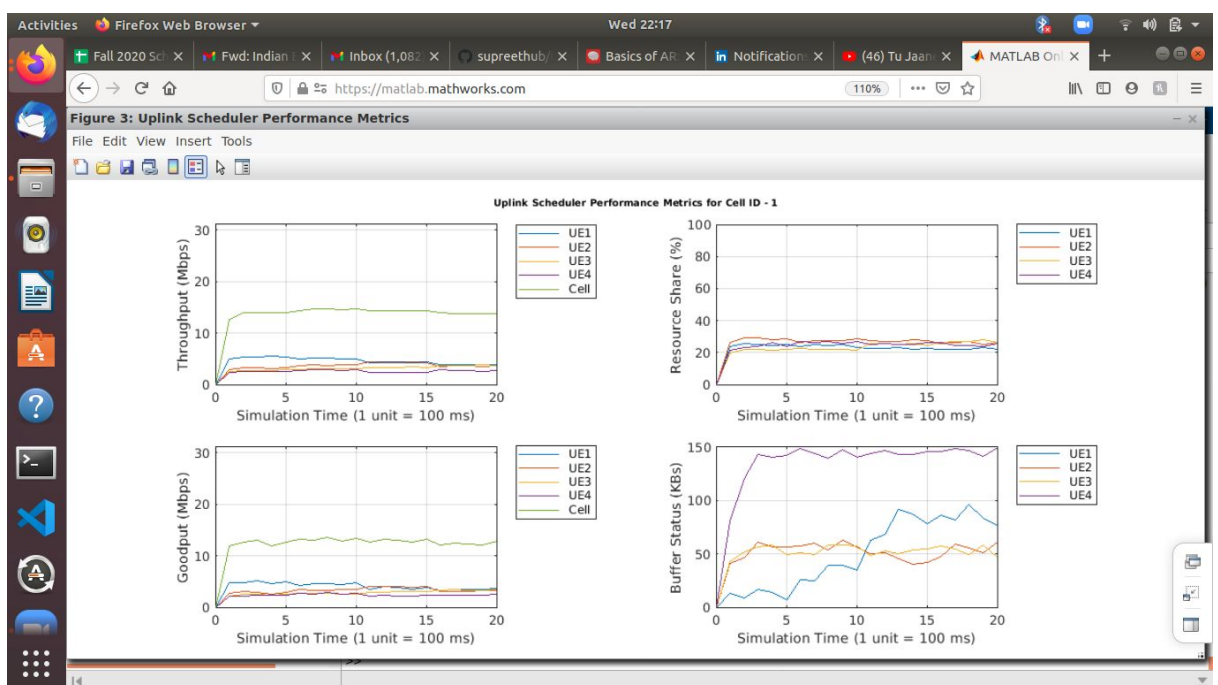 Activities Firefox Web Browser Wed 22:17
Fall 2020 Sch Fwd: Indian Inbox (1,082 supreethub/ Basics of AR Notifications (46) Tu Jaane MATLAB Onl
https://matlab.mathworks.com 110%
Figure 3: Uplink Scheduler Performance Metrics
File Edit View Insert Tools
Uplink Scheduler Performance Metrics for Cell ID - 1
Throughput (Mbps)
30
20
10
0
0 5 10 15 20
Simulation Time (1 unit = 100 ms)
UE1
UE2
UE3
UE4
Cell
Resource Share (%)
100
80
60
40
20
0
0 5 10 15 20
Simulation Time (1 unit = 100 ms)
UE1
UE2
UE3
UE4
Goodput (Mbps)
30
20
10
0
0 5 10 15 20
Simulation Time (1 unit = 100 ms)
UE1
UE2
UE3
UE4
Cell
Buffer Status (KBs)
150
100
50
0
0 5 10 15 20
Simulation Time (1 unit = 100 ms)
UE1
UE2
UE3
UE4
>>